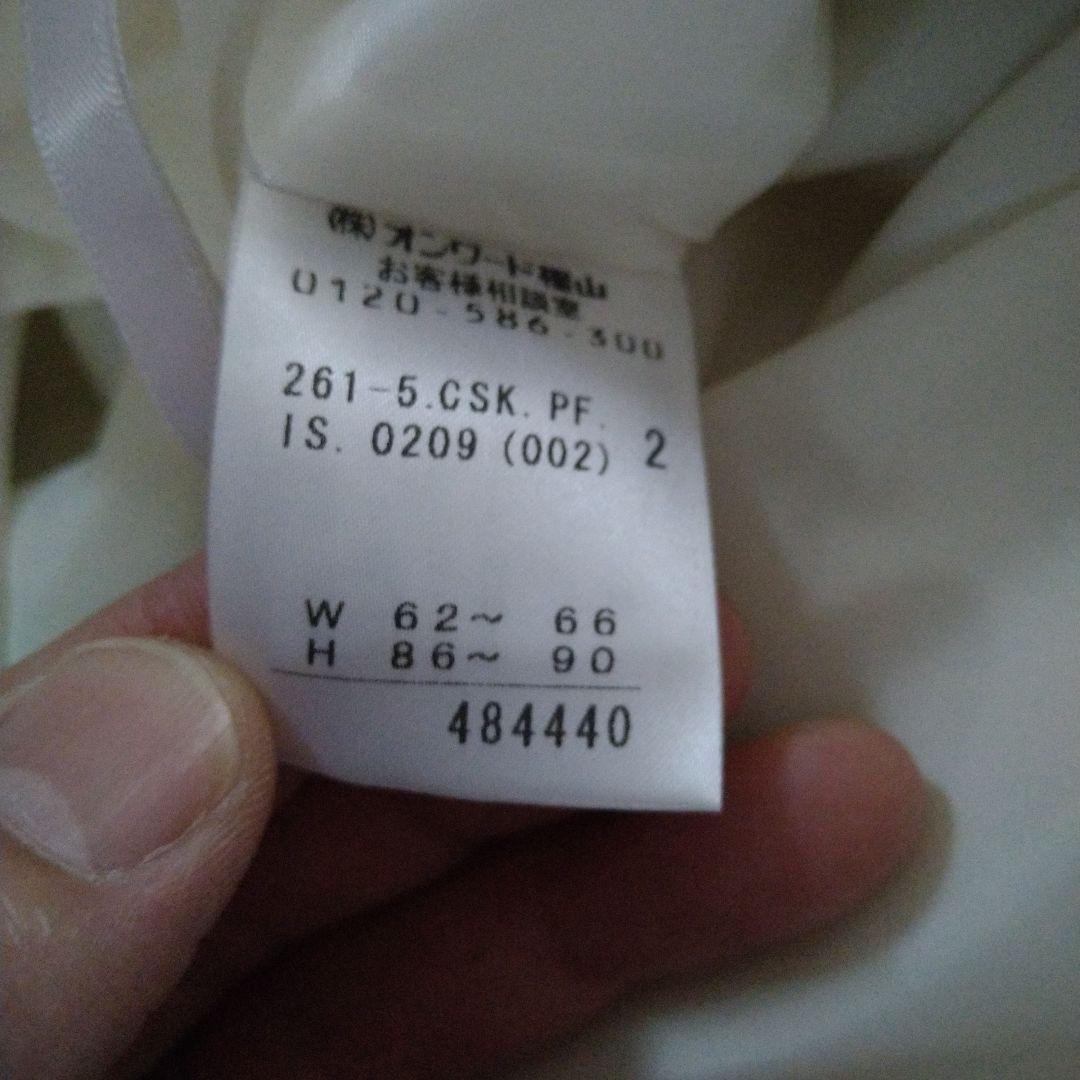 (株)オンワード樫山
お客様相談室
0120-586-300
261-5.CSK. PF.
IS. 0209 (002) 2
W 62～ 66
H 86～ 90
484440